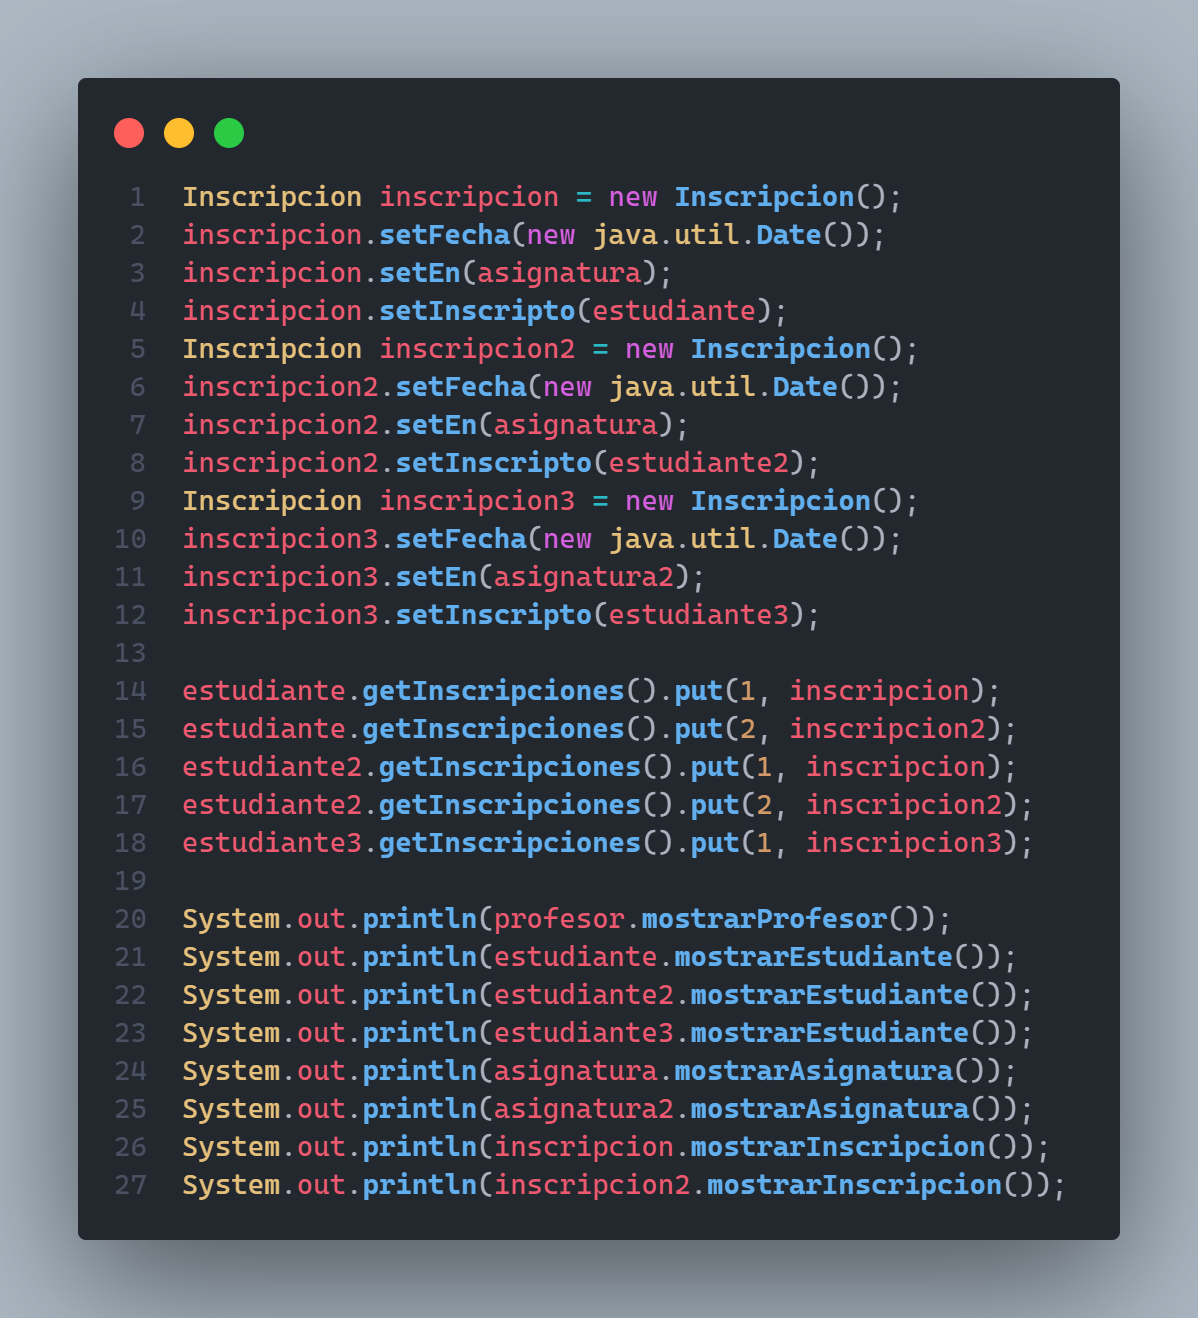 1 Inscripcion inscripcion = new Inscripcion();
2 inscripcion.setFecha(new java.util.Date());
3 inscripcion.setEn(asignatura);
4 inscripcion.setInscripto(estudiante);
5 Inscripcion inscripcion2 = new Inscripcion();
6 inscripcion2.setFecha(new java.util.Date());
7 inscripcion2.setEn(asignatura);
8 inscripcion2.setInscripto(estudiante2);
9 Inscripcion inscripcion3 = new Inscripcion();
10 inscripcion3.setFecha(new java.util.Date());
11 inscripcion3.setEn(asignatura2);
12 inscripcion3.setInscripto(estudiante3);
13
14 estudiante.getInscripciones().put(1, inscripcion);
15 estudiante.getInscripciones().put(2, inscripcion2);
16 estudiante2.getInscripciones().put(1, inscripcion);
17 estudiante2.getInscripciones().put(2, inscripcion2);
18 estudiante3.getInscripciones().put(1, inscripcion3);
19
20 System.out.println(profesor.mostrarProfesor());
21 System.out.println(estudiante.mostrarEstudiante());
22 System.out.println(estudiante2.mostrarEstudiante());
23 System.out.println(estudiante3.mostrarEstudiante());
24 System.out.println(asignatura.mostrarAsignatura());
25 System.out.println(asignatura2.mostrarAsignatura());
26 System.out.println(inscripcion.mostrarInscripcion());
27 System.out.println(inscripcion2.mostrarInscripcion());